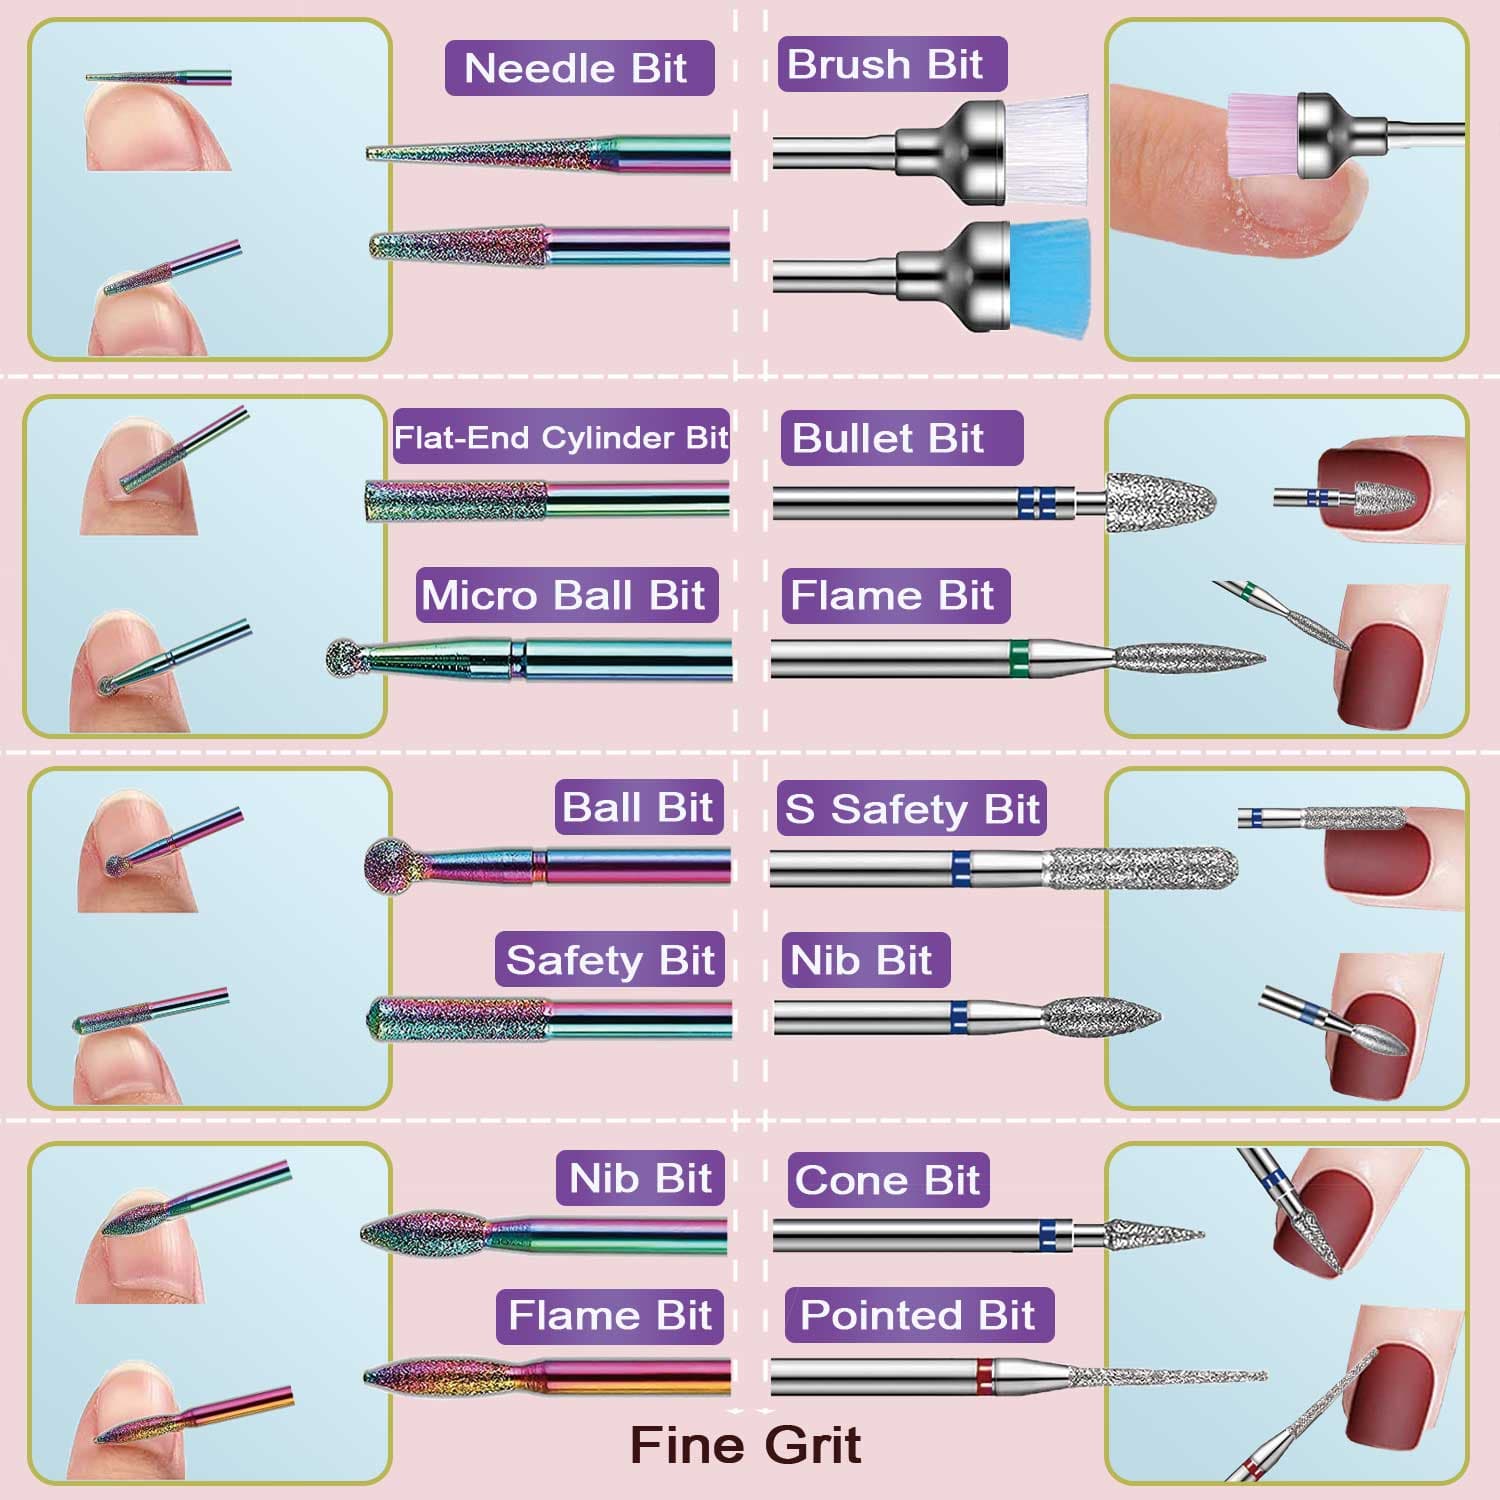 Needle Bit
Brush Bit
Flat-End Cylinder Bit
Bullet Bit
Micro Ball Bit
Flame Bit
Ball Bit
S Safety Bit
Safety Bit
Nib Bit
Nib Bit
Cone Bit
Flame Bit
Pointed Bit
Fine Grit